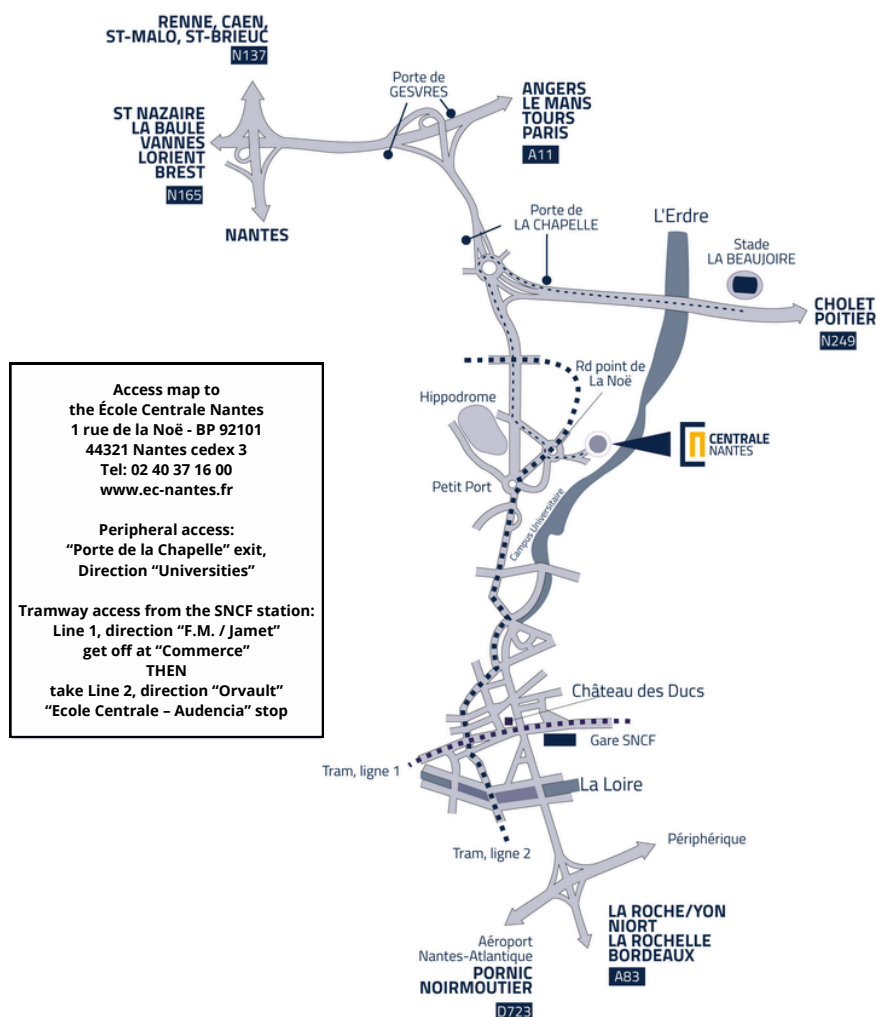 RENNE, CAEN,
ST-MALO, ST-BRIEUC
N137
Porte de
GESVRES
ANGERS
LE MANS
TOURS
PARIS
A11
ST NAZAIRE
LA BAULE
VANNES
LORIENT
BREST
N165
NANTES
Porte de
LA CHAPELLE
L'Erdre
Stade
LA BEAUJOIRE
CHOLET
POITIER
N249
Rd point de
La Noë
Hippodrome
CENTRALE
NANTES
Petit Port
Campus Universitaire
Access map to
the École Centrale Nantes
1 rue de la Noë - BP 92101
44321 Nantes cedex 3
Tel: 02 40 37 16 00
www.ec-nantes.fr
Peripheral access:
“Porte de la Chapelle” exit,
Direction “Universities”
Tramway access from the SNCF station:
Line 1, direction “F.M. / Jamet”
get off at “Commerce”
THEN
take Line 2, direction “Orvault”
“Ecole Centrale – Audencia” stop
Château des Ducs
Gare SNCF
Tram, ligne 1
La Loire
Tram, ligne 2
Périphérique
LA ROCHE/YON
NIORT
LA ROCHELLE
BORDEAUX
A83
Aéroport
Nantes-Atlantique
PORNIC
NOIRMOUTIER
D723